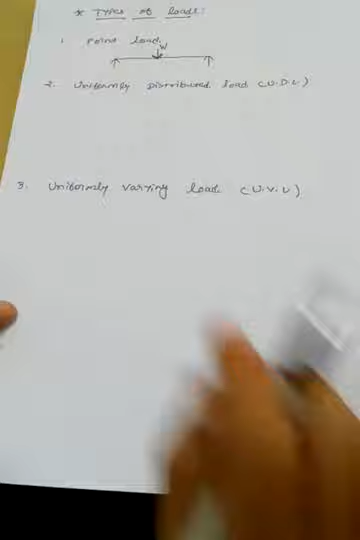 * Types of loads:
1. Point load.
W
2. Uniformly Distributed load (U.D.L)
3. Uniformly varying load (U.V.L)